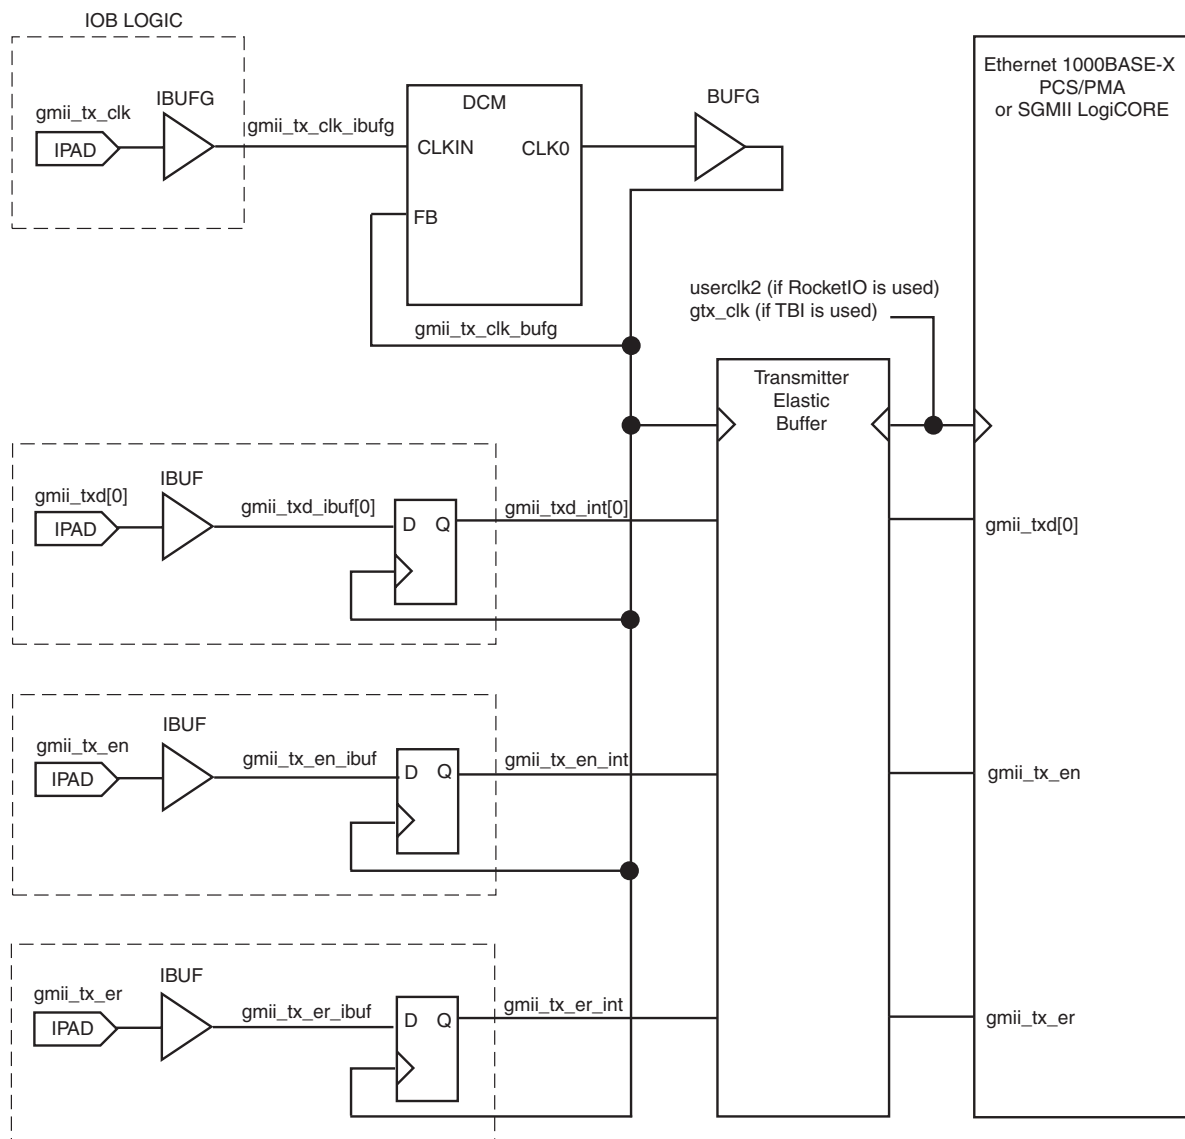 IOB LOGIC
gmii_tx_clk
IPAD
IBUFG
gmii_tx_clk_ibufg
DCM
CLKIN
CLK0
FB
BUFG
gmii_tx_clk_bufg
Ethernet 1000BASE-X
PCS/PMA
or SGMII LogiCORE
userclk2 (if RocketIO is used)
gtx_clk (if TBI is used)
Transmitter
Elastic
Buffer
gmii_txd[0]
IPAD
IBUF
gmii_txd_ibuf[0]
D
Q
gmii_txd_int[0]
gmii_txd[0]
gmii_tx_en
IPAD
IBUF
gmii_tx_en_ibuf
D
Q
gmii_tx_en_int
gmii_tx_en
gmii_tx_er
IPAD
IBUF
gmii_tx_er_ibuf
D
Q
gmii_tx_er_int
gmii_tx_er